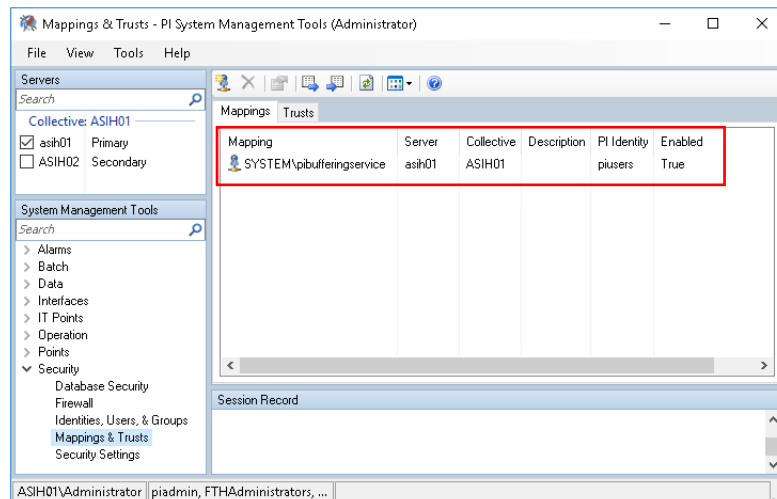 Mappings & Trusts - PI System Management Tools (Administrator)
File View Tools Help
Servers
Search
Collective: ASIH01
asih01 Primary
ASIH02 Secondary
System Management Tools
Search
Alarms
Batch
Data
Interfaces
IT Points
Operation
Points
Security
Database Security
Firewall
Identities, Users, & Groups
Mappings & Trusts
Security Settings
Mappings Trusts
Mapping Server Collective Description PI Identity Enabled
SYSTEM\pibufferingservice asih01 ASIH01 piusers True
Session Record
ASIH01\Administrator piadmin, FTHAdministrators, ...